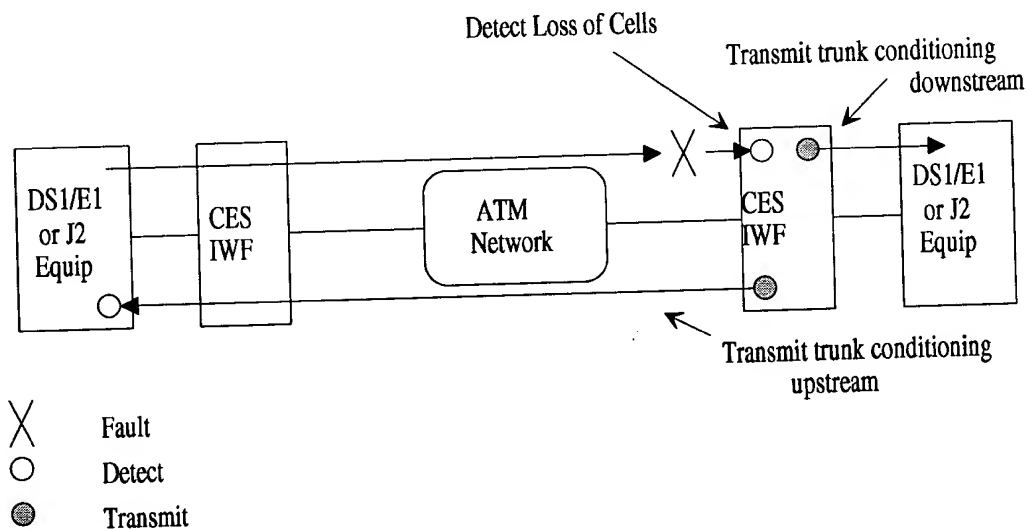 Detect Loss of Cells
Transmit trunk conditioning
downstream
DS1/E1
or J2
Equip
CES
IWF
ATM
Network
CES
IWF
DS1/E1
or J2
Equip
Transmit trunk conditioning
upstream
Fault
Detect
Transmit